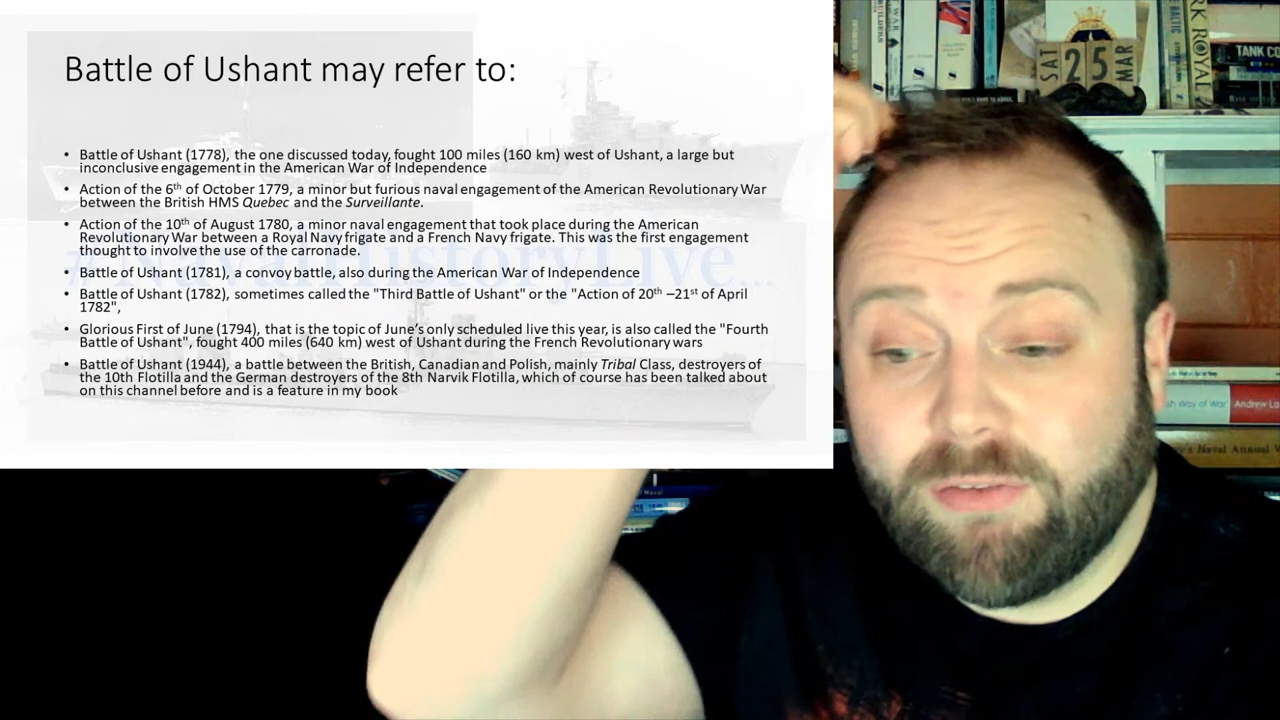 Battle of Ushant may refer to:
• Battle of Ushant (1778), the one discussed today, fought 100 miles (160 km) west of Ushant, a large but
inconclusive engagement in the American War of Independence
• Action of the 6th of October 1779, a minor but furious naval engagement of the American Revolutionary War
between the British HMS Quebec and the Surveillante.
• Action of the 10th of August 1780, a minor naval engagement that took place during the American
Revolutionary War between a Royal Navy frigate and a French Navy frigate. This was the first engagement
thought to involve the use of the carronade.
• Battle of Ushant (1781), a convoy battle, also during the American War of Independence
• Battle of Ushant (1782), sometimes called the "Third Battle of Ushant" or the "Action of 20th –21st of April
1782",
• Glorious First of June (1794), that is the topic of June's only scheduled live this year, is also called the "Fourth
Battle of Ushant", fought 400 miles (640 km) west of Ushant during the French Revolutionary wars
• Battle of Ushant (1944), a battle between the British, Canadian and Polish, mainly Tribal Class, destroyers of
the 10th Flotilla and the German destroyers of the 8th Narvik Flotilla, which of course has been talked about
on this channel before and is a feature in my book
#NavalHistoryLive...
SAT
25
MAR
WAR
BALTIC
ARK ROYAL
TANK
Way of War
Andrew
Naval Annual